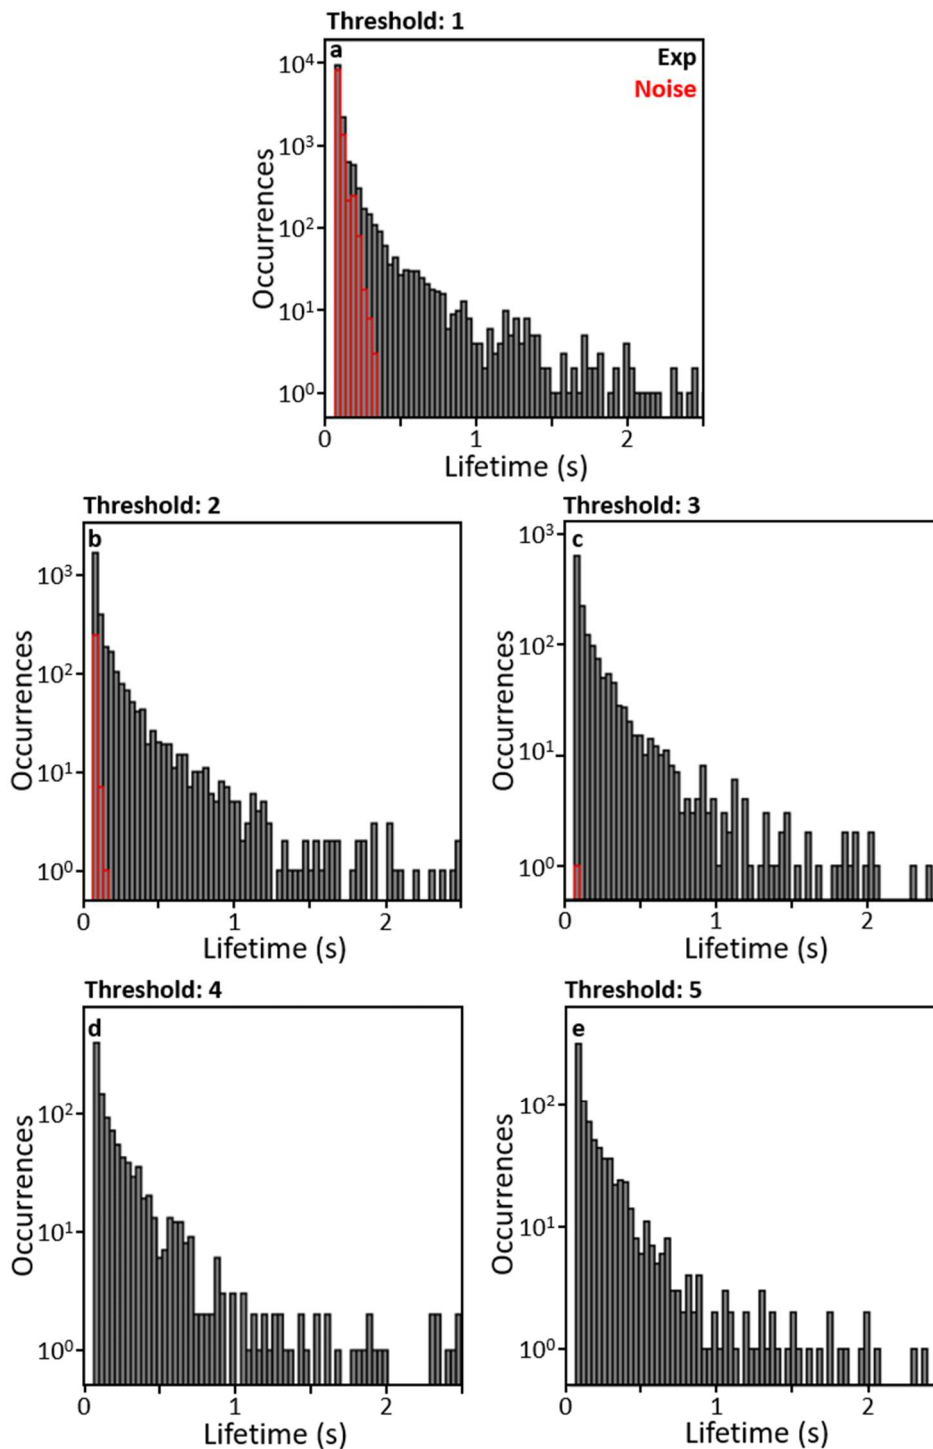 Threshold: 1
a
Exp
Noise
10⁴
10³
10²
10¹
10⁰
Occurrences
0 1 2
Lifetime (s)
Threshold: 2
b
10³
10²
10¹
10⁰
Occurrences
0 1 2
Lifetime (s)
Threshold: 3
c
10³
10²
10¹
10⁰
Occurrences
0 1 2
Lifetime (s)
Threshold: 4
d
10²
10¹
10⁰
Occurrences
0 1 2
Lifetime (s)
Threshold: 5
e
10²
10¹
10⁰
Occurrences
0 1 2
Lifetime (s)